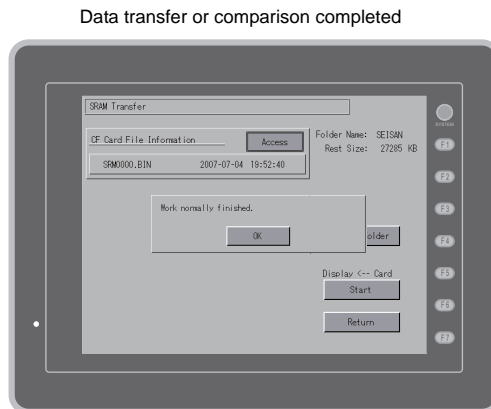 Data transfer or comparison completed
SRAM Transfer
CF Card File Information
Access
Folder Name: SEISAN
Rest Size: 27285 KB
SRM0000.BIN 2007-07-04 19:52:40
Work normally finished.
OK
older
Display <-- Card
Start
Return
SYSTEM
F1
F2
F3
F4
F5
F6
F7